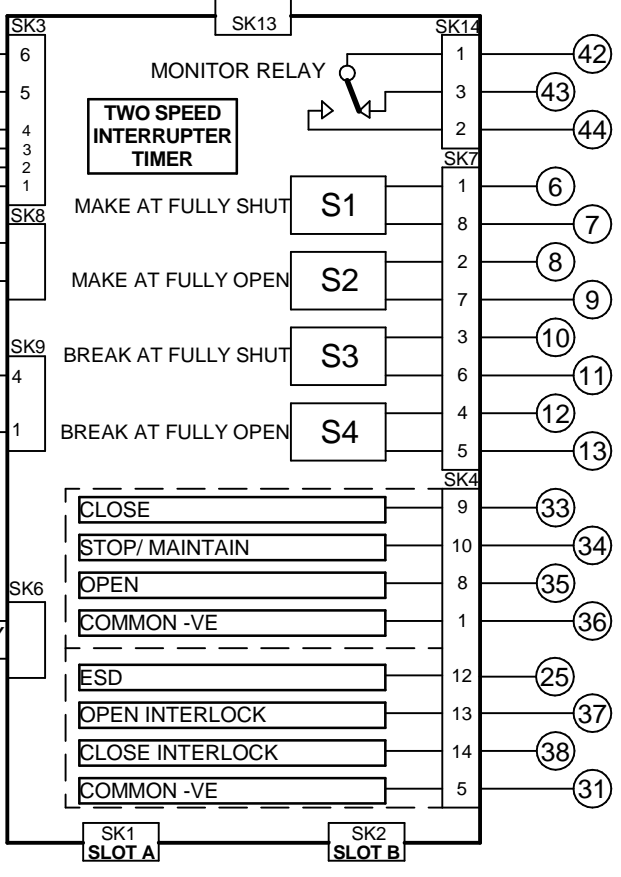 SK3
SK13
SK14
6
MONITOR RELAY
1
42
5
3
43
TWO SPEED
INTERRUPTER
TIMER
4
2
44
3
2
1
SK7
MAKE AT FULLY SHUT
S1
1
6
SK8
8
7
MAKE AT FULLY OPEN
S2
2
8
7
9
SK9
BREAK AT FULLY SHUT
S3
3
10
4
6
11
BREAK AT FULLY OPEN
S4
4
12
1
5
13
SK4
CLOSE
9
33
STOP/ MAINTAIN
10
34
SK6
OPEN
8
35
COMMON -VE
1
36
ESD
12
25
OPEN INTERLOCK
13
37
CLOSE INTERLOCK
14
38
COMMON -VE
5
31
SK1
SLOT A
SK2
SLOT B